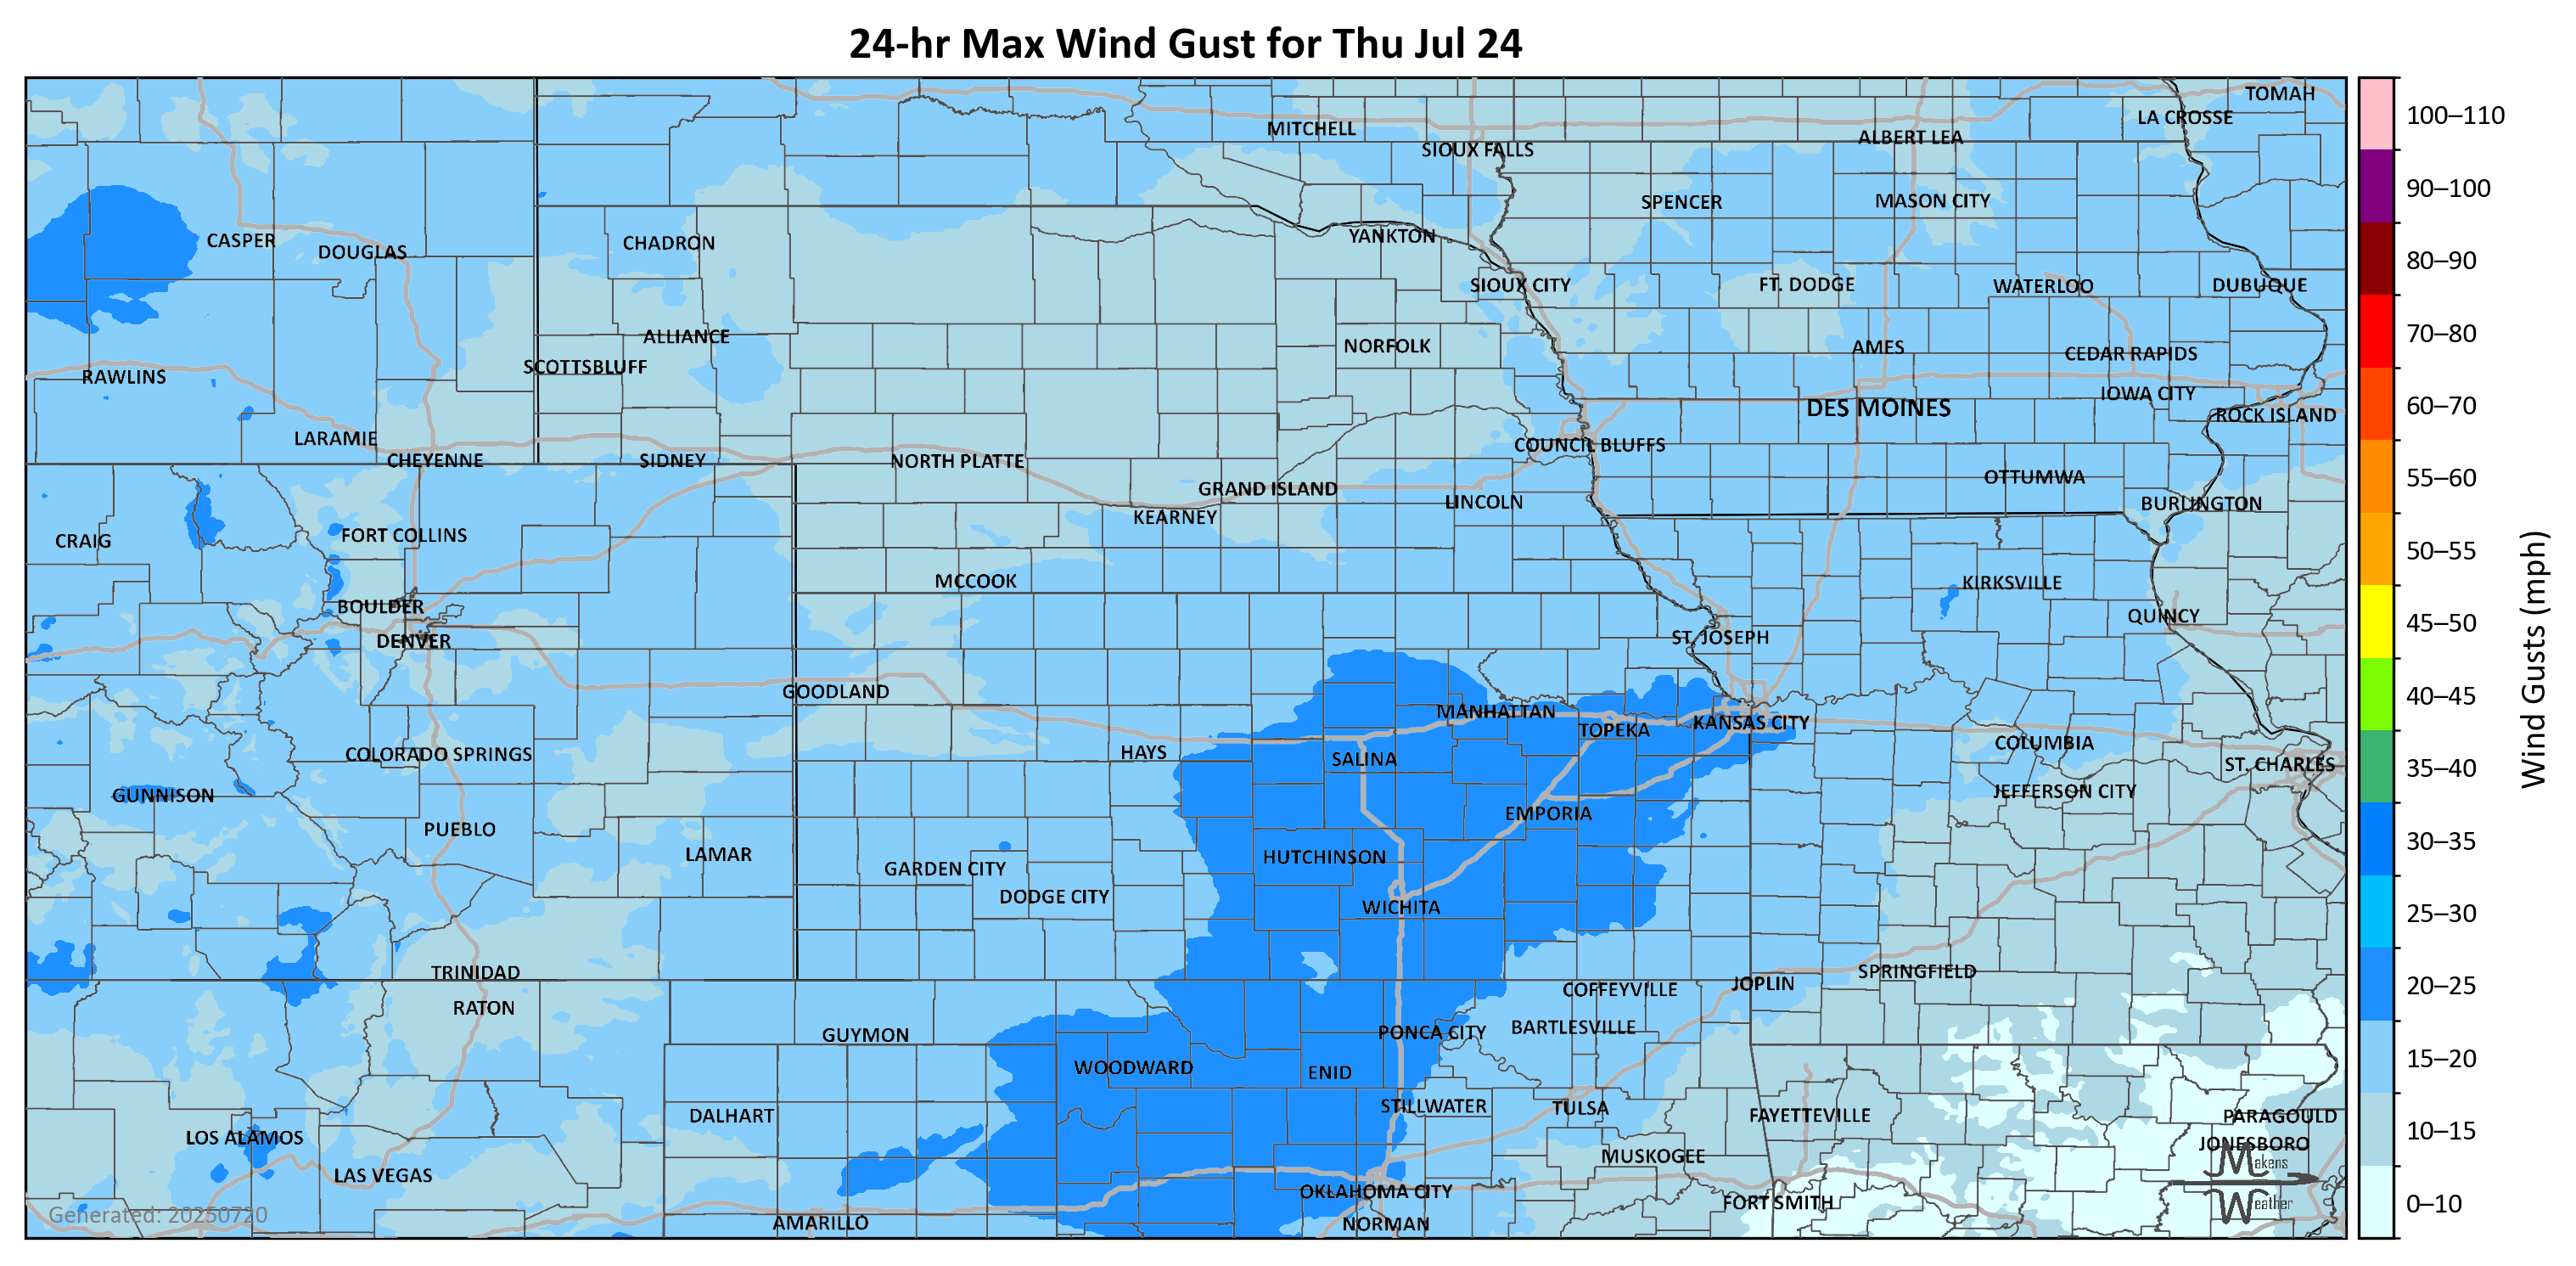 24-hr Max Wind Gust for Thu Jul 24
TOMAH
LA CROSSE
MITCHELL
ALBERT LEA
SIOUX FALLS
SPENCER
MASON CITY
CASPER
DOUGLAS
CHADRON
YANKTON
SIOUX CITY
FT. DODGE
WATERLOO
DUBUQUE
ALLIANCE
NORFOLK
AMES
CEDAR RAPIDS
SCOTTSBLUFF
RAWLINS
IOWA CITY
DES MOINES
ROCK ISLAND
LARAMIE
COUNCIL BLUFFS
CHEYENNE
SIDNEY
NORTH PLATTE
OTTUMWA
GRAND ISLAND
LINCOLN
BURLINGTON
KEARNEY
CRAIG
FORT COLLINS
MCCOOK
KIRKSVILLE
BOULDER
QUINCY
DENVER
ST. JOSEPH
GOODLAND
MANHATTAN
TOPEKA
KANSAS CITY
COLUMBIA
COLORADO SPRINGS
HAYS
SALINA
ST. CHARLES
GUNNISON
JEFFERSON CITY
EMPORIA
PUEBLO
LAMAR
HUTCHINSON
GARDEN CITY
DODGE CITY
WICHITA
TRINIDAD
SPRINGFIELD
JOPLIN
COFFEYVILLE
RATON
GUYMON
PONCA CITY
BARTLESVILLE
WOODWARD
ENID
STILLWATER
TULSA
DALHART
FAYETTEVILLE
PARAGOULD
LOS ALAMOS
JONESBORO
MUSKOGEE
LAS VEGAS
OKLAHOMA CITY
FORT SMITH
AMARILLO
NORMAN
Generated: 20250720
Makens
Weather
100–110
90–100
80–90
70–80
60–70
55–60
50–55
45–50
40–45
35–40
30–35
25–30
20–25
15–20
10–15
0–10
Wind Gusts (mph)